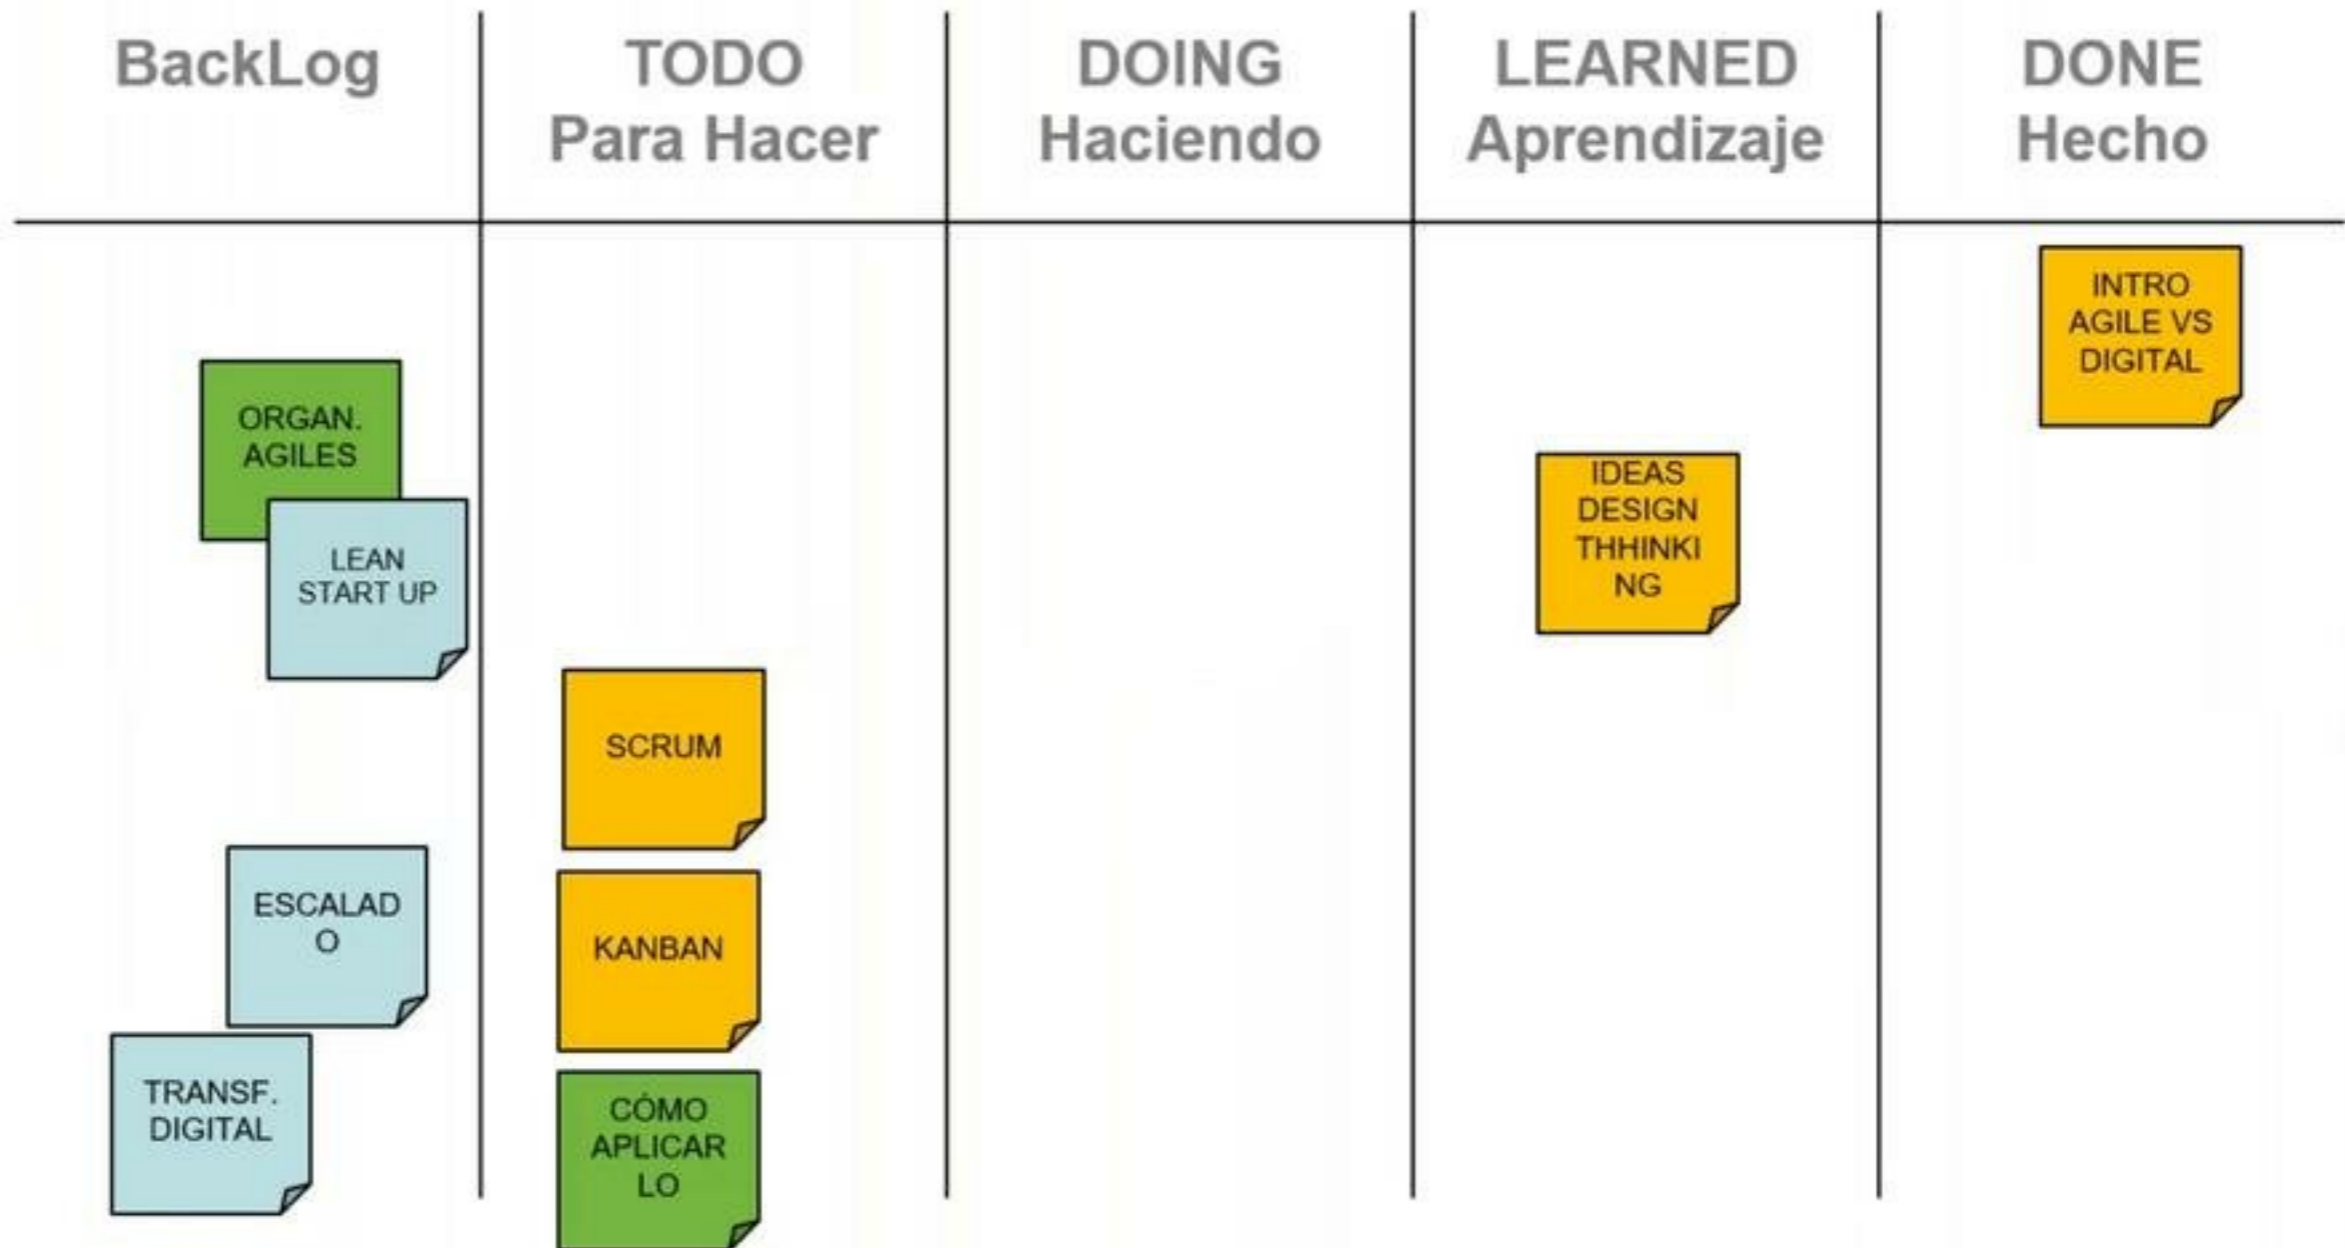 BackLog
TODO
Para Hacer
DOING
Haciendo
LEARNED
Aprendizaje
DONE
Hecho
ORGAN.
AGILES
LEAN
START UP
ESCALAD
O
TRANSF.
DIGITAL
SCRUM
KANBAN
CÓMO
APLICAR
LO
IDEAS
DESIGN
THHINKI
NG
INTRO
AGILE VS
DIGITAL